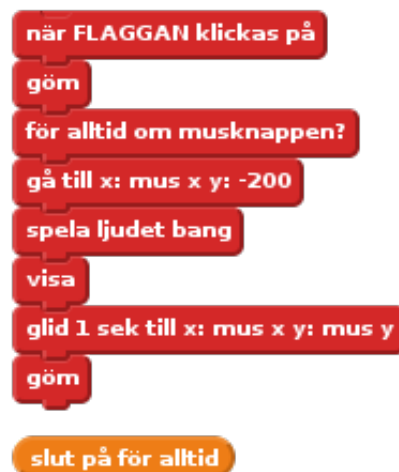 när FLAGGAN klickas på
göm
för alltid om musknappen?
gå till x: mus x y: -200
spela ljudet bang
visa
glid 1 sek till x: mus x y: mus y
göm
slut på för alltid